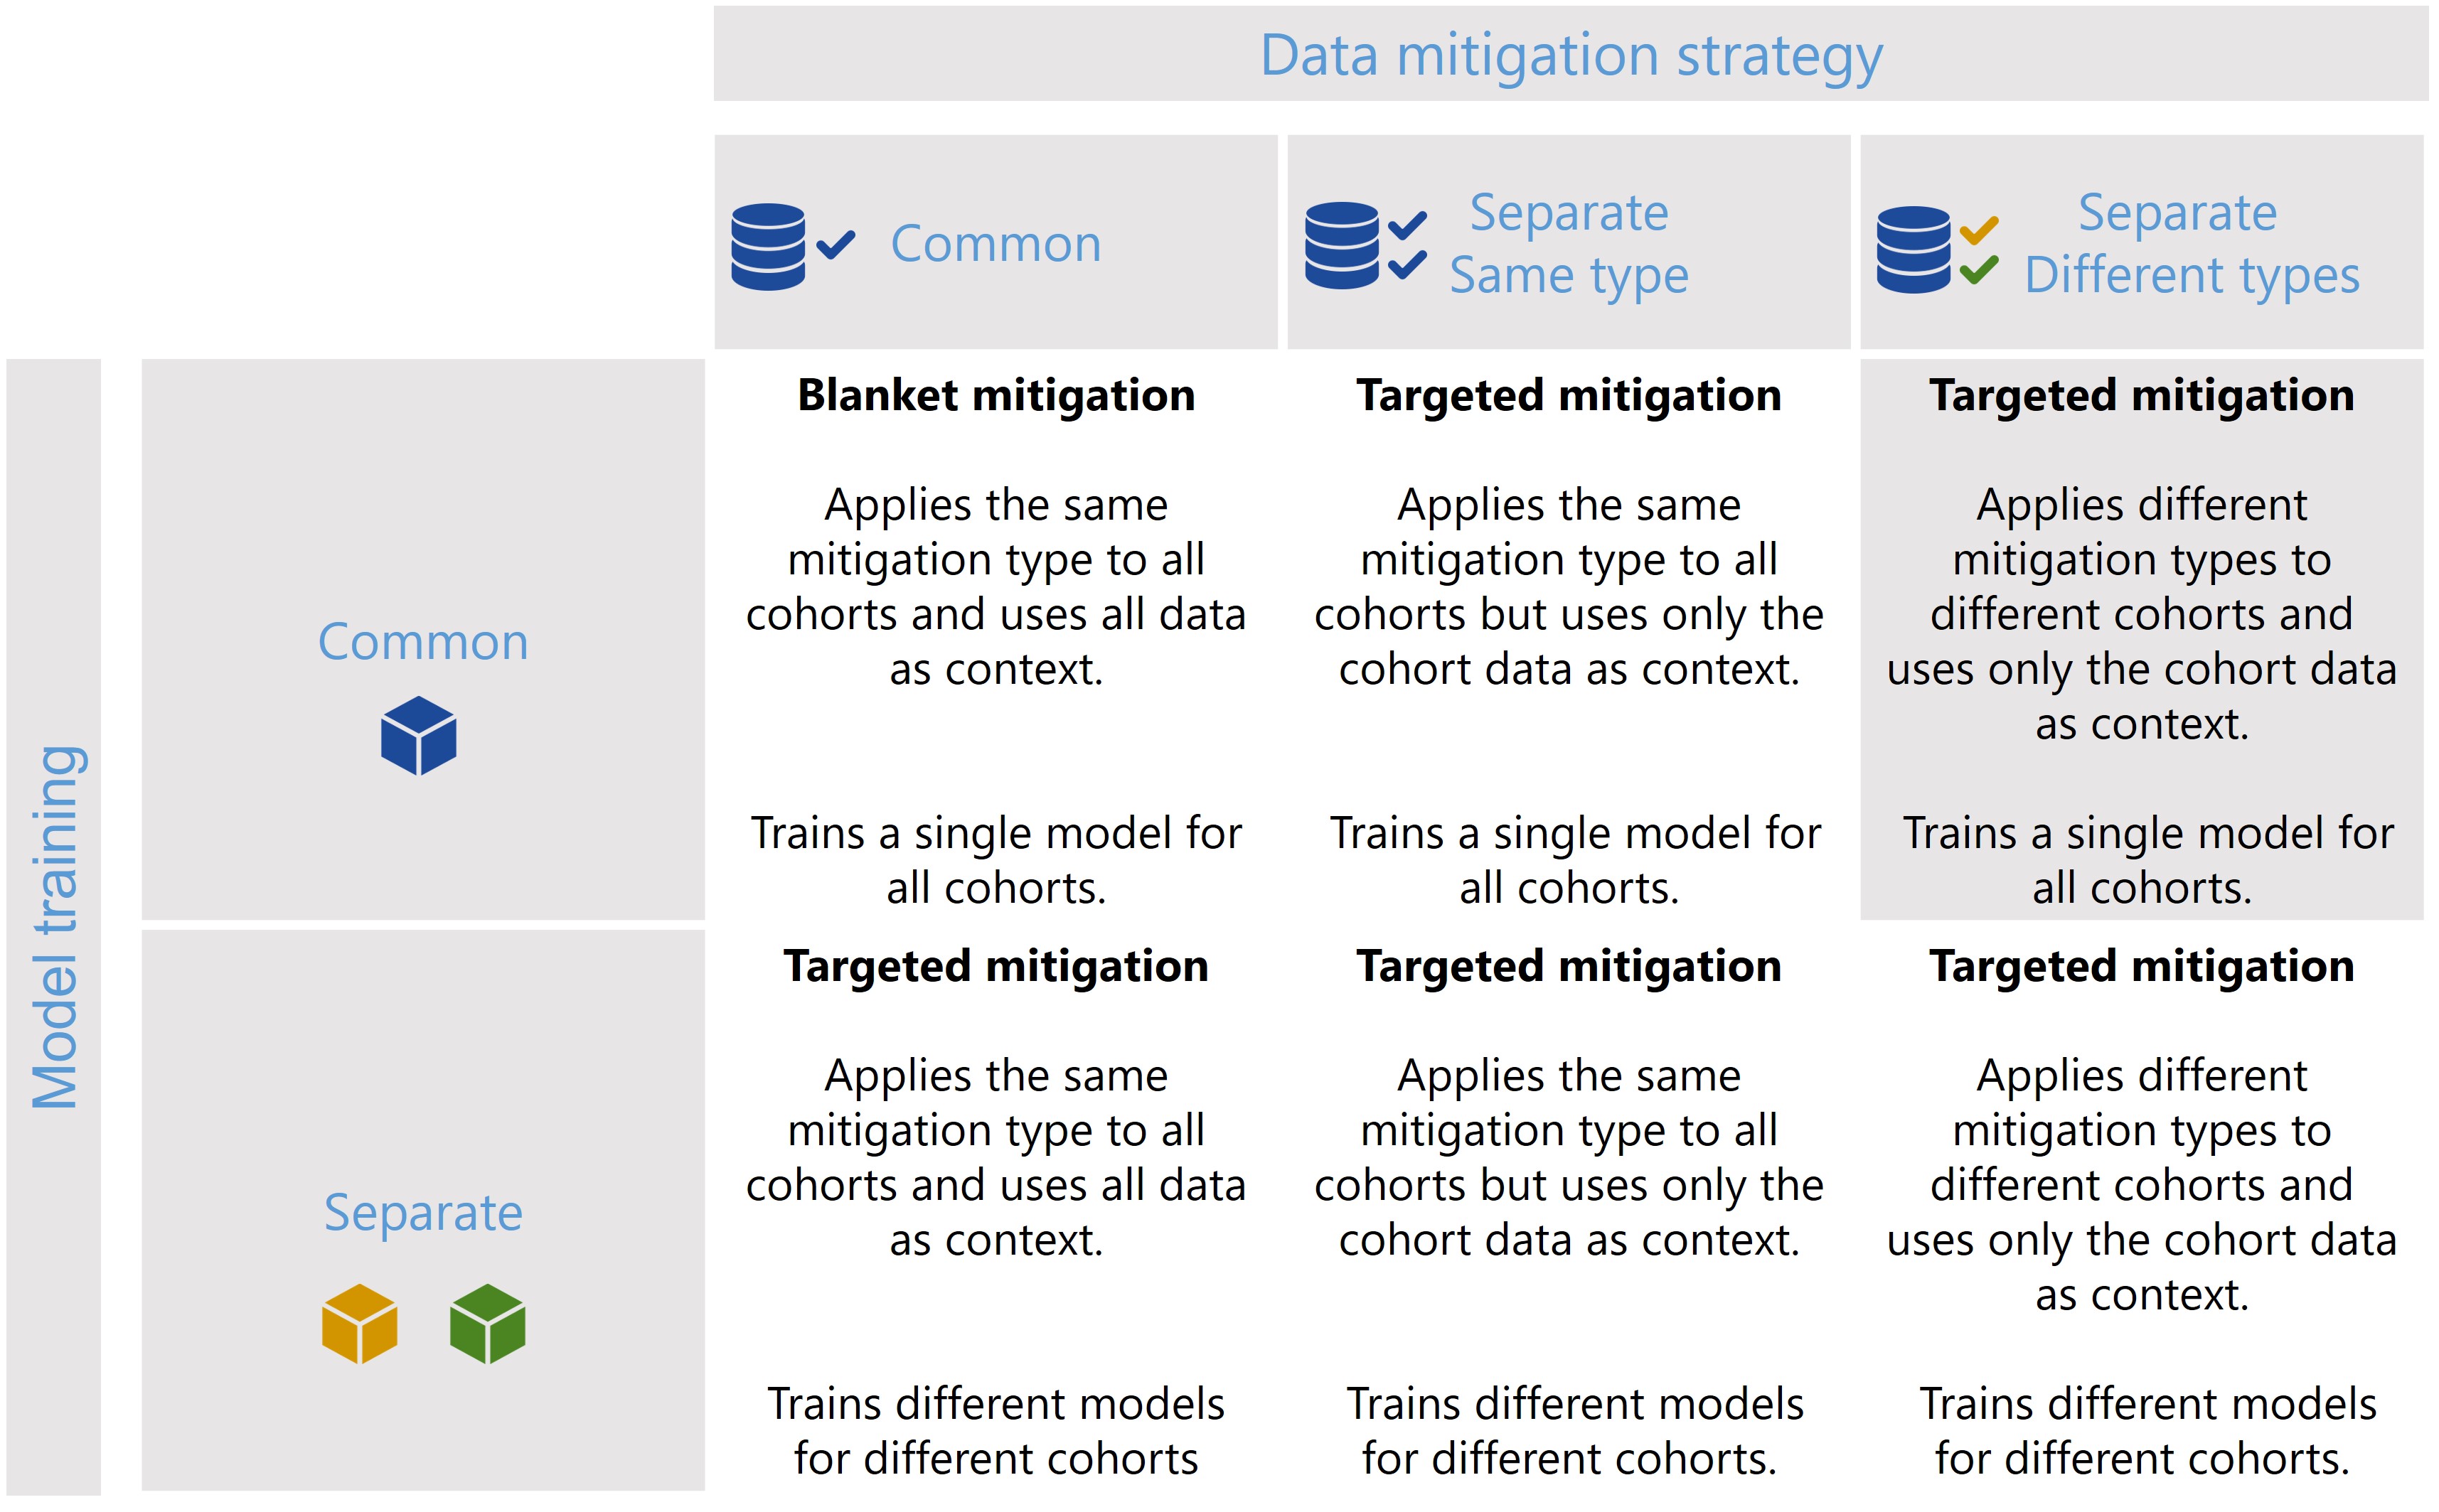 Data mitigation strategy
Common
Separate
Same type
Separate
Different types
Model training
Common
Blanket mitigation
Applies the same
mitigation type to all
cohorts and uses all data
as context.
Trains a single model for
all cohorts.
Targeted mitigation
Applies the same
mitigation type to all
cohorts but uses only the
cohort data as context.
Trains a single model for
all cohorts.
Targeted mitigation
Applies different
mitigation types to
different cohorts and
uses only the cohort data
as context.
Trains a single model for
all cohorts.
Separate
Targeted mitigation
Applies the same
mitigation type to all
cohorts and uses all data
as context.
Trains different models
for different cohorts
Targeted mitigation
Applies the same
mitigation type to all
cohorts but uses only the
cohort data as context.
Trains different models
for different cohorts.
Targeted mitigation
Applies different
mitigation types to
different cohorts and
uses only the cohort data
as context.
Trains different models
for different cohorts.